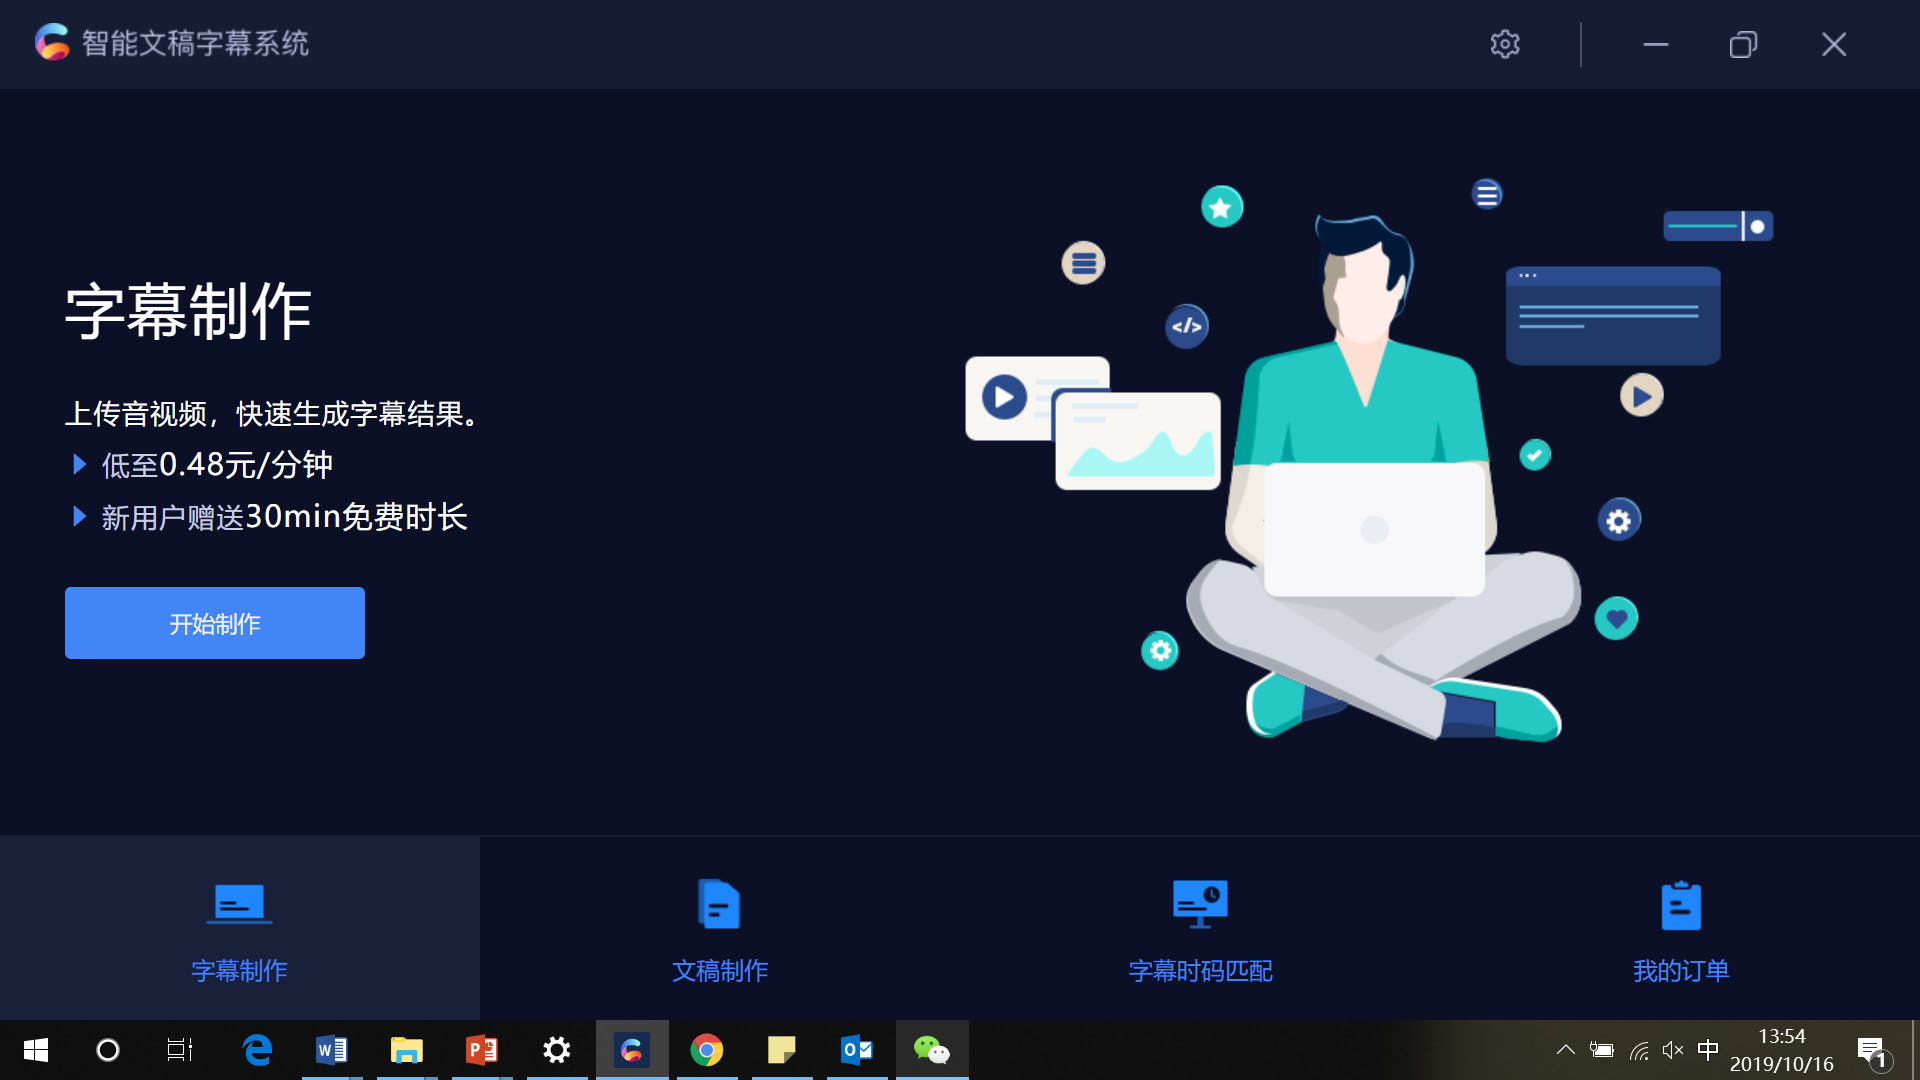 智能文稿字幕系统
字幕制作
上传音视频，快速生成字幕结果。
低至0.48元/分钟
新用户赠送30min免费时长
开始制作
</>
字幕制作
文稿制作
字幕时码匹配
我的订单
中
13:54
2019/10/16
1